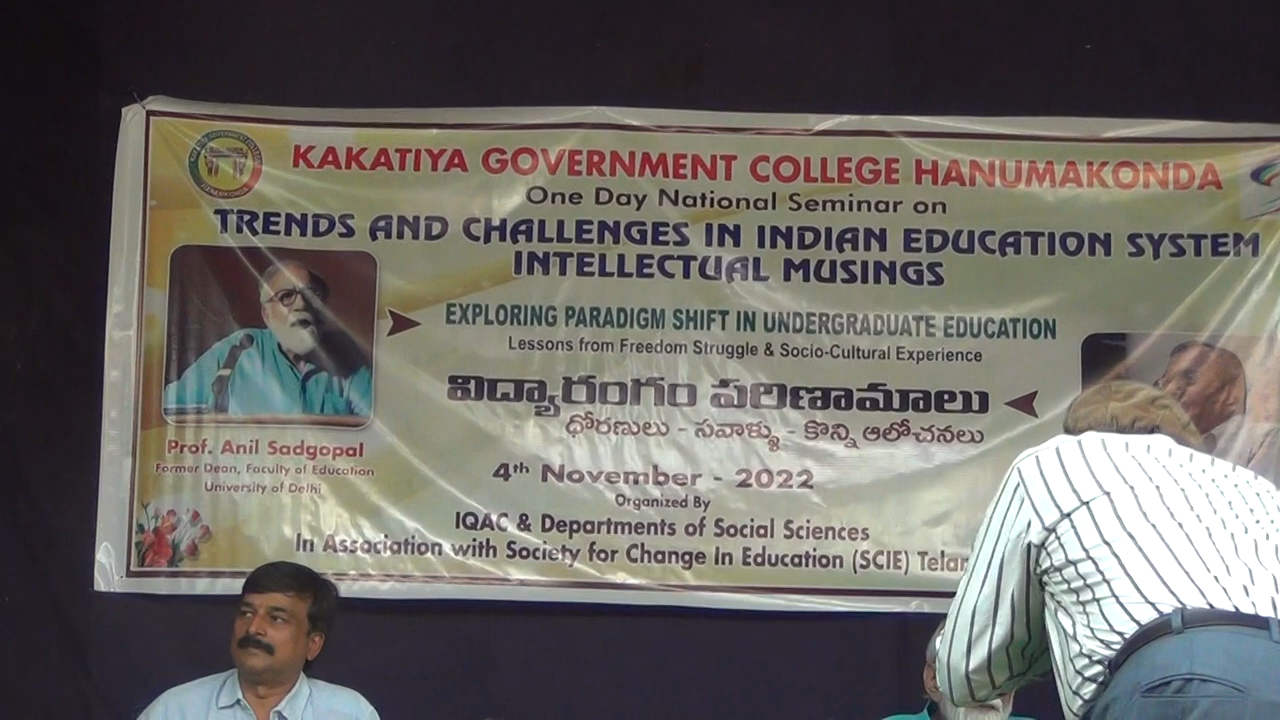 KAKATIYA GOVERNMENT COLLEGE HANUMAKONDA
One Day National Seminar on
TRENDS AND CHALLENGES IN INDIAN EDUCATION SYSTEM
INTELLECTUAL MUSINGS
EXPLORING PARADIGM SHIFT IN UNDERGRADUATE EDUCATION
Lessons from Freedom Struggle & Socio-Cultural Experience
విద్యారంగం పరిణామాలు
ధోరణులు - సవాళ్ళు - కొన్ని ఆలోచనలు
Prof. Anil Sadgopal
Former Dean, Faculty of Education
University of Delhi
4th November - 2022
Organized By
IQAC & Departments of Social Sciences
In Association with Society for Change In Education (SCIE)